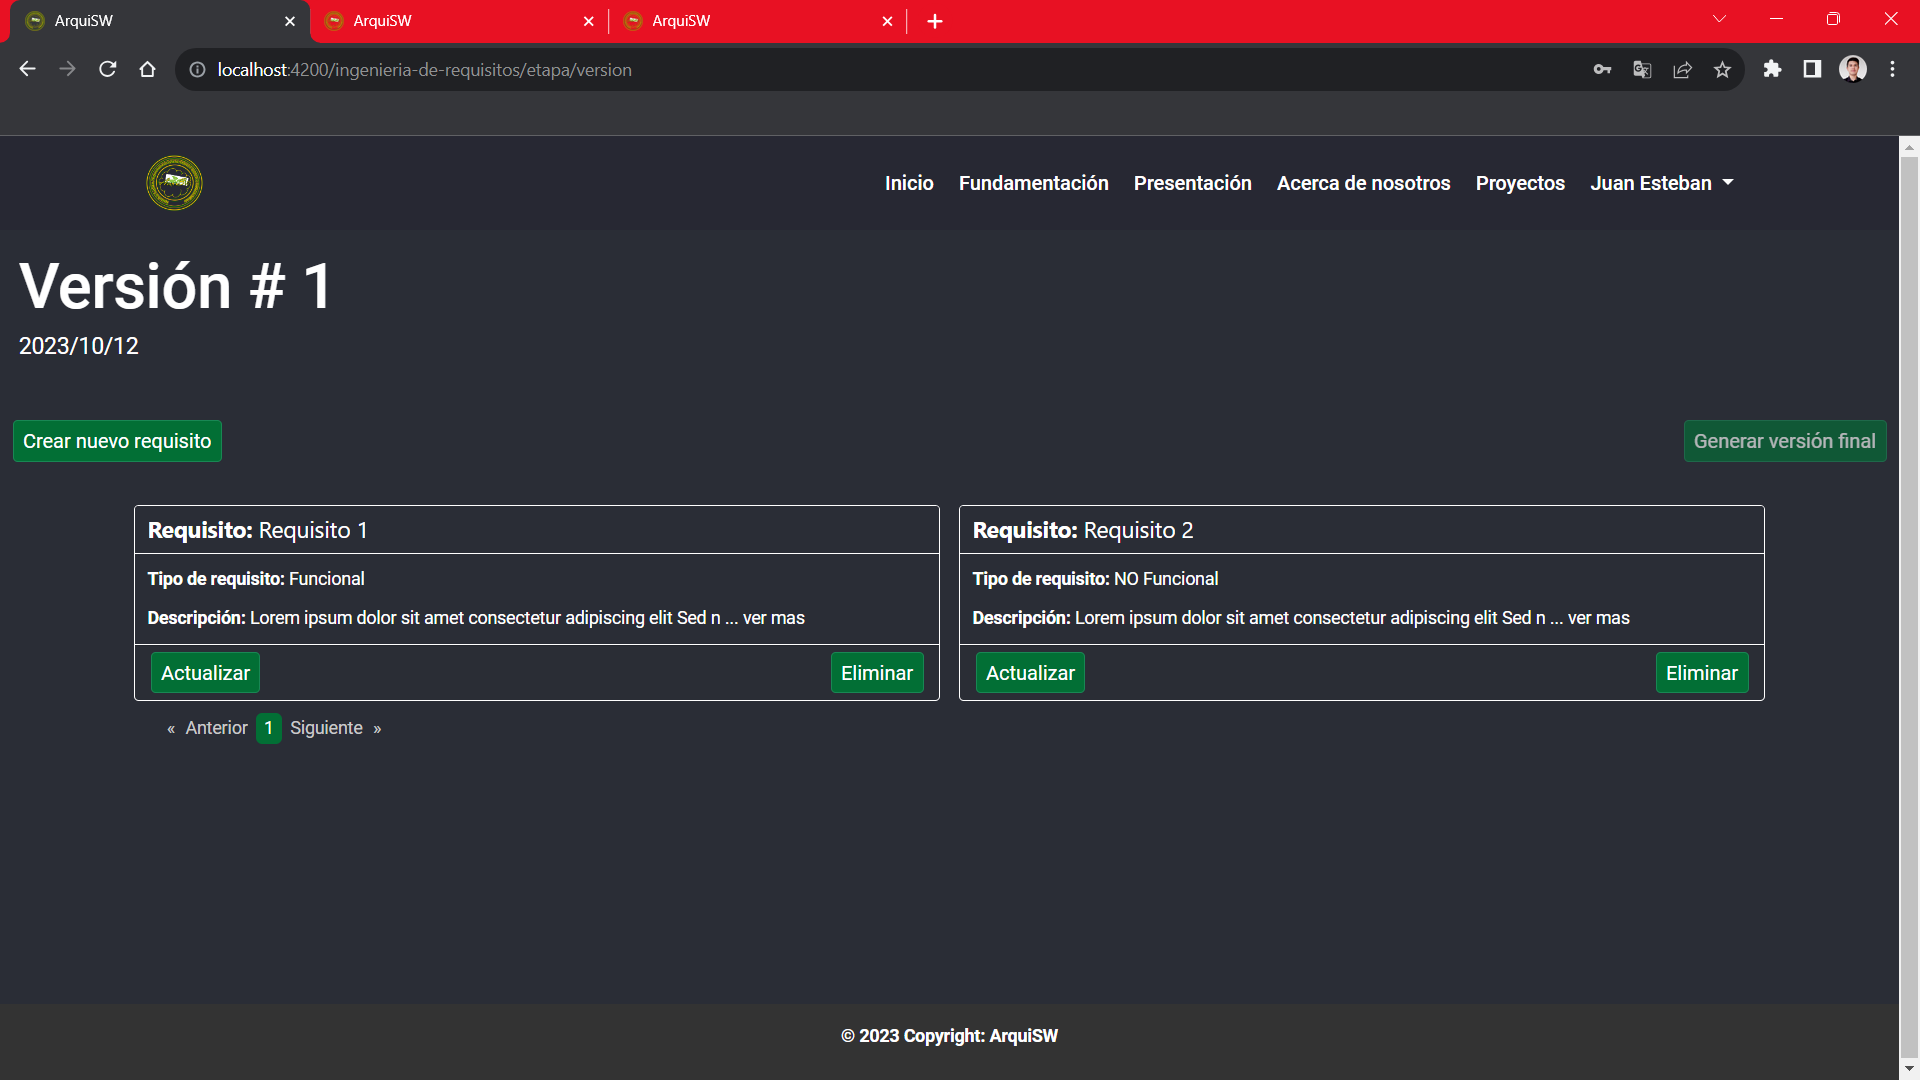 ArquiSW
ArquiSW
ArquiSW
localhost:4200/ingenieria-de-requisitos/etapa/version
Inicio Fundamentación Presentación Acerca de nosotros Proyectos Juan Esteban
Versión # 1
2023/10/12
Crear nuevo requisito
Generar versión final
Requisito: Requisito 1
Tipo de requisito: Funcional
Descripción: Lorem ipsum dolor sit amet consectetur adipiscing elit Sed n ... ver mas
Actualizar Eliminar
Requisito: Requisito 2
Tipo de requisito: NO Funcional
Descripción: Lorem ipsum dolor sit amet consectetur adipiscing elit Sed n ... ver mas
Actualizar Eliminar
« Anterior 1 Siguiente »
© 2023 Copyright: ArquiSW